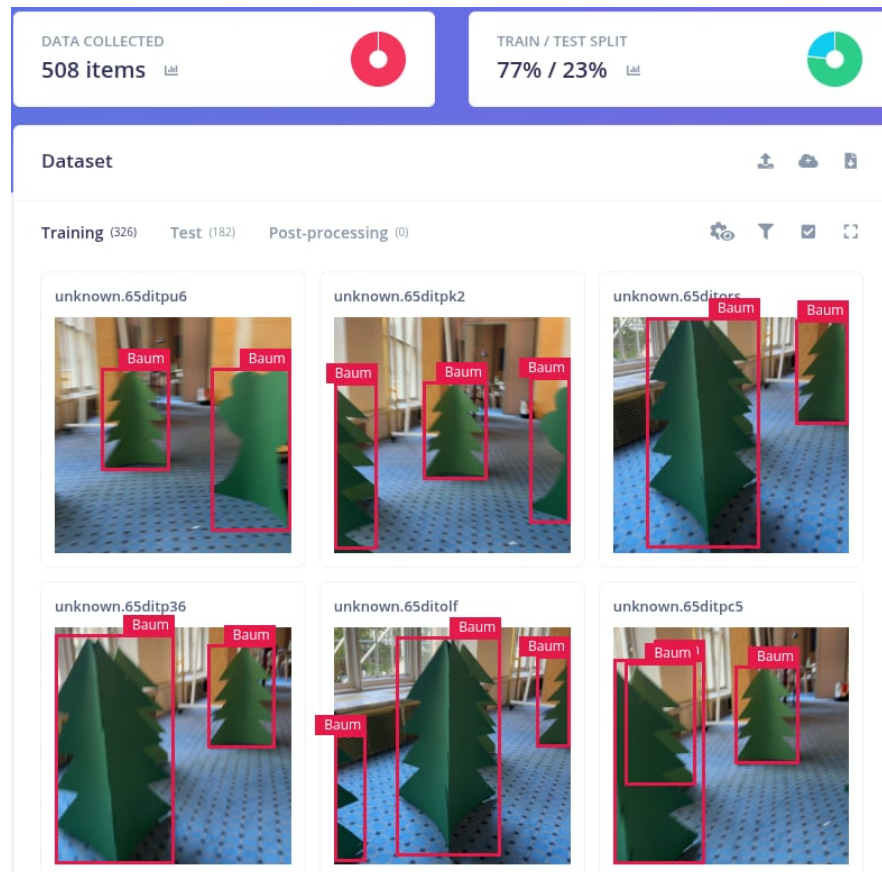 DATA COLLECTED
508 items
TRAIN / TEST SPLIT
77% / 23%
Dataset
Training (326) Test (182) Post-processing (0)
unknown.65ditpu6
Baum
Baum
unknown.65ditpk2
Baum
Baum
Baum
unknown.65ditors
Baum
Baum
unknown.65ditp36
Baum
Baum
unknown.65ditolf
Baum
Baum
Baum
unknown.65ditpc5
Baum
Baum